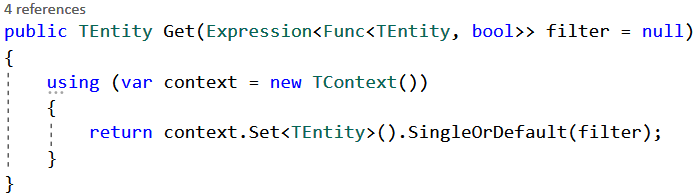 4 references
public TEntity Get(Expression<Func<TEntity, bool>> filter = null)
{
    using (var context = new TContext())
    {
        return context.Set<TEntity>().SingleOrDefault(filter);
    }
}